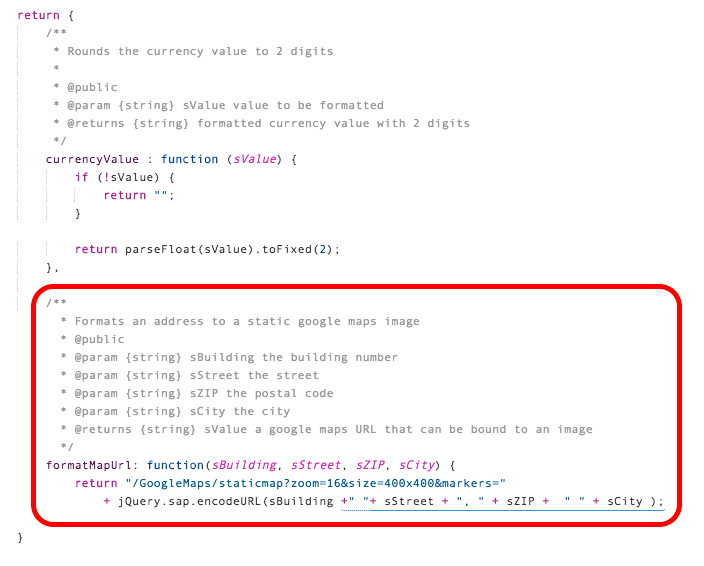 return {
/**
* Rounds the currency value to 2 digits
*
* @public
* @param {string} sValue value to be formatted
* @returns {string} formatted currency value with 2 digits
*/
currencyValue : function (sValue) {
if (!sValue) {
return "";
}
return parseFloat(sValue).toFixed(2);
},
/**
* Formats an address to a static google maps image
* @public
* @param {string} sBuilding the building number
* @param {string} sStreet the street
* @param {string} sZIP the postal code
* @param {string} sCity the city
* @returns {string} sValue a google maps URL that can be bound to an image
*/
formatMapUrl: function(sBuilding, sStreet, sZIP, sCity) {
return "/GoogleMaps/staticmap?zoom=16&size=400x400&markers="
+ jQuery.sap.encodeURL(sBuilding +" "+ sStreet + ", " + sZIP +  " " + sCity );
}